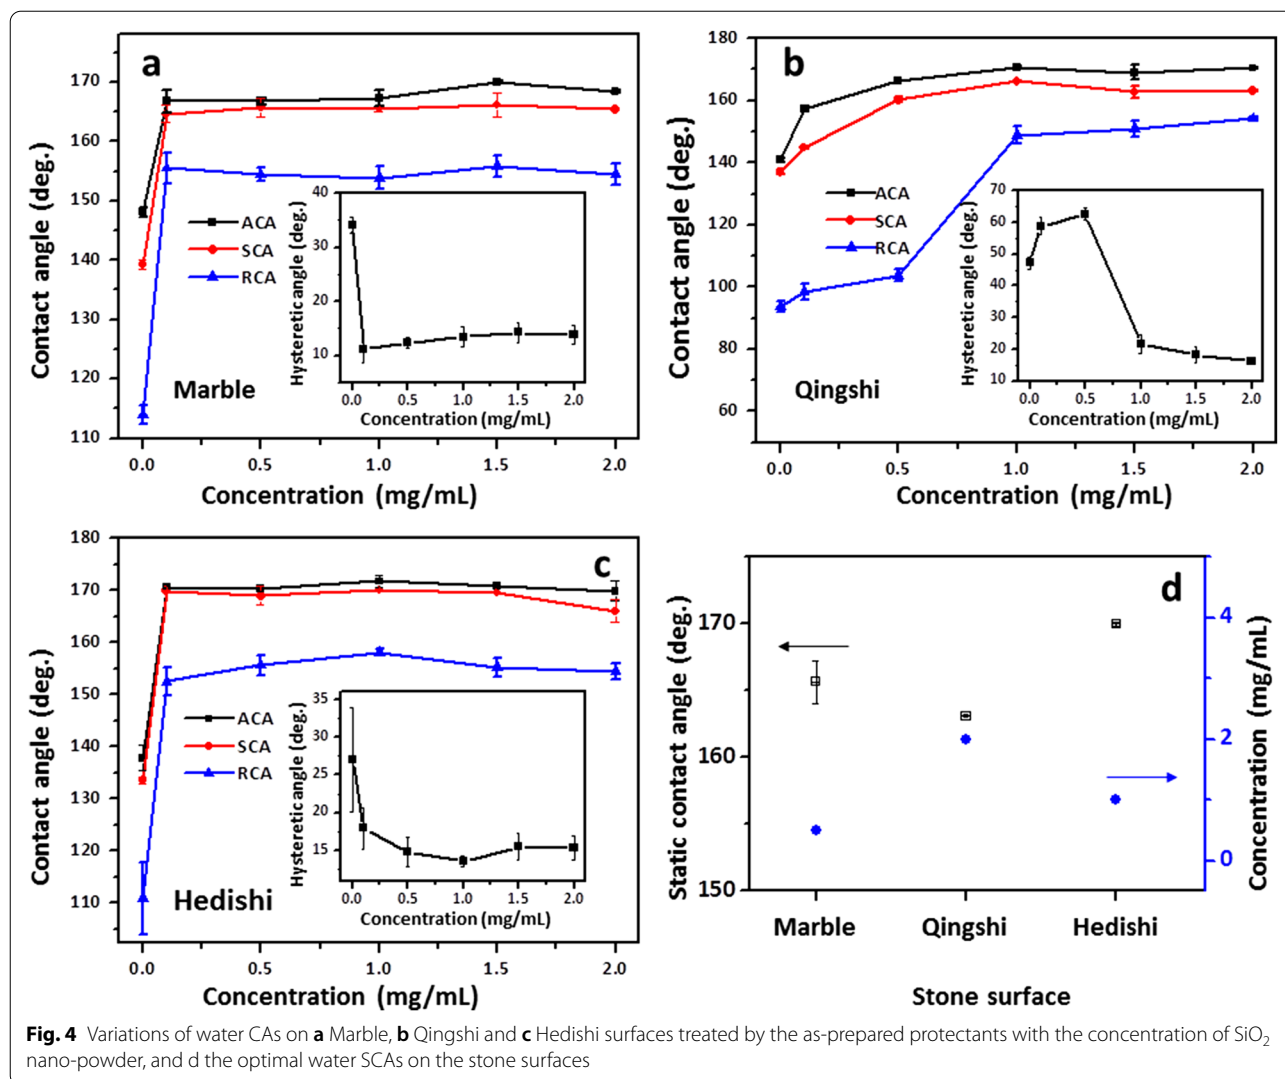 a
Contact angle (deg.)
180
170
160
150
140
130
120
110
0.0 0.5 1.0 1.5 2.0
Concentration (mg/mL)
ACA
SCA
RCA
Marble
Hysteretic angle (deg.)
40
30
20
10
0.0 0.5 1.0 1.5 2.0
Concentration (mg/mL)
b
Contact angle (deg.)
180
160
140
120
100
80
60
0.0 0.5 1.0 1.5 2.0
Concentration (mg/mL)
ACA
SCA
RCA
Qingshi
Hysteretic angle (deg.)
70
60
50
40
30
20
10
0.0 0.5 1.0 1.5 2.0
Concentration (mg/mL)
c
Contact angle (deg.)
180
170
160
150
140
130
120
110
0.0 0.5 1.0 1.5 2.0
Concentration (mg/mL)
ACA
SCA
RCA
Hedishi
Hysteretic angle (deg.)
35
30
25
20
15
0.0 0.5 1.0 1.5 2.0
Concentration (mg/mL)
d
Static contact angle (deg.)
170
160
150
Concentration (mg/mL)
4
2
0
Marble Qingshi Hedishi
Stone surface
Fig. 4 Variations of water CAs on a Marble, b Qingshi and c Hedishi surfaces treated by the as-prepared protectants with the concentration of SiO₂
nano-powder, and d the optimal water SCAs on the stone surfaces